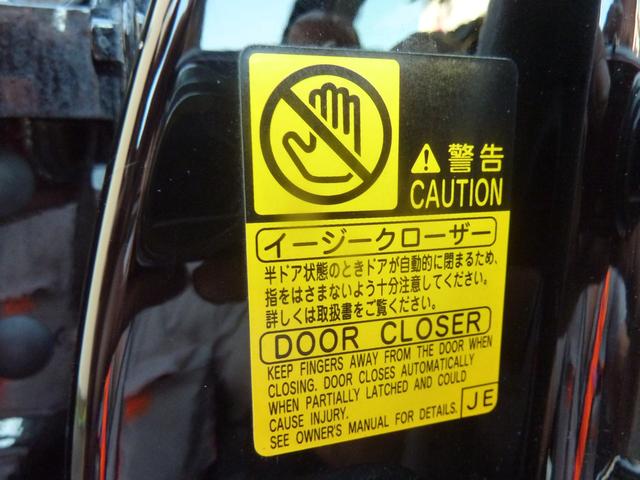 警告
CAUTION
イージークローザー
半ドア状態のときドアが自動的に閉まるため、
指をはさまないよう十分注意してください。
詳しくは取扱書をご覧ください。
DOOR CLOSER
KEEP FINGERS AWAY FROM THE DOOR WHEN
CLOSING. DOOR CLOSES AUTOMATICALLY
WHEN PARTIALLY LATCHED AND COULD
CAUSE INJURY.
SEE OWNER'S MANUAL FOR DETAILS.
JE